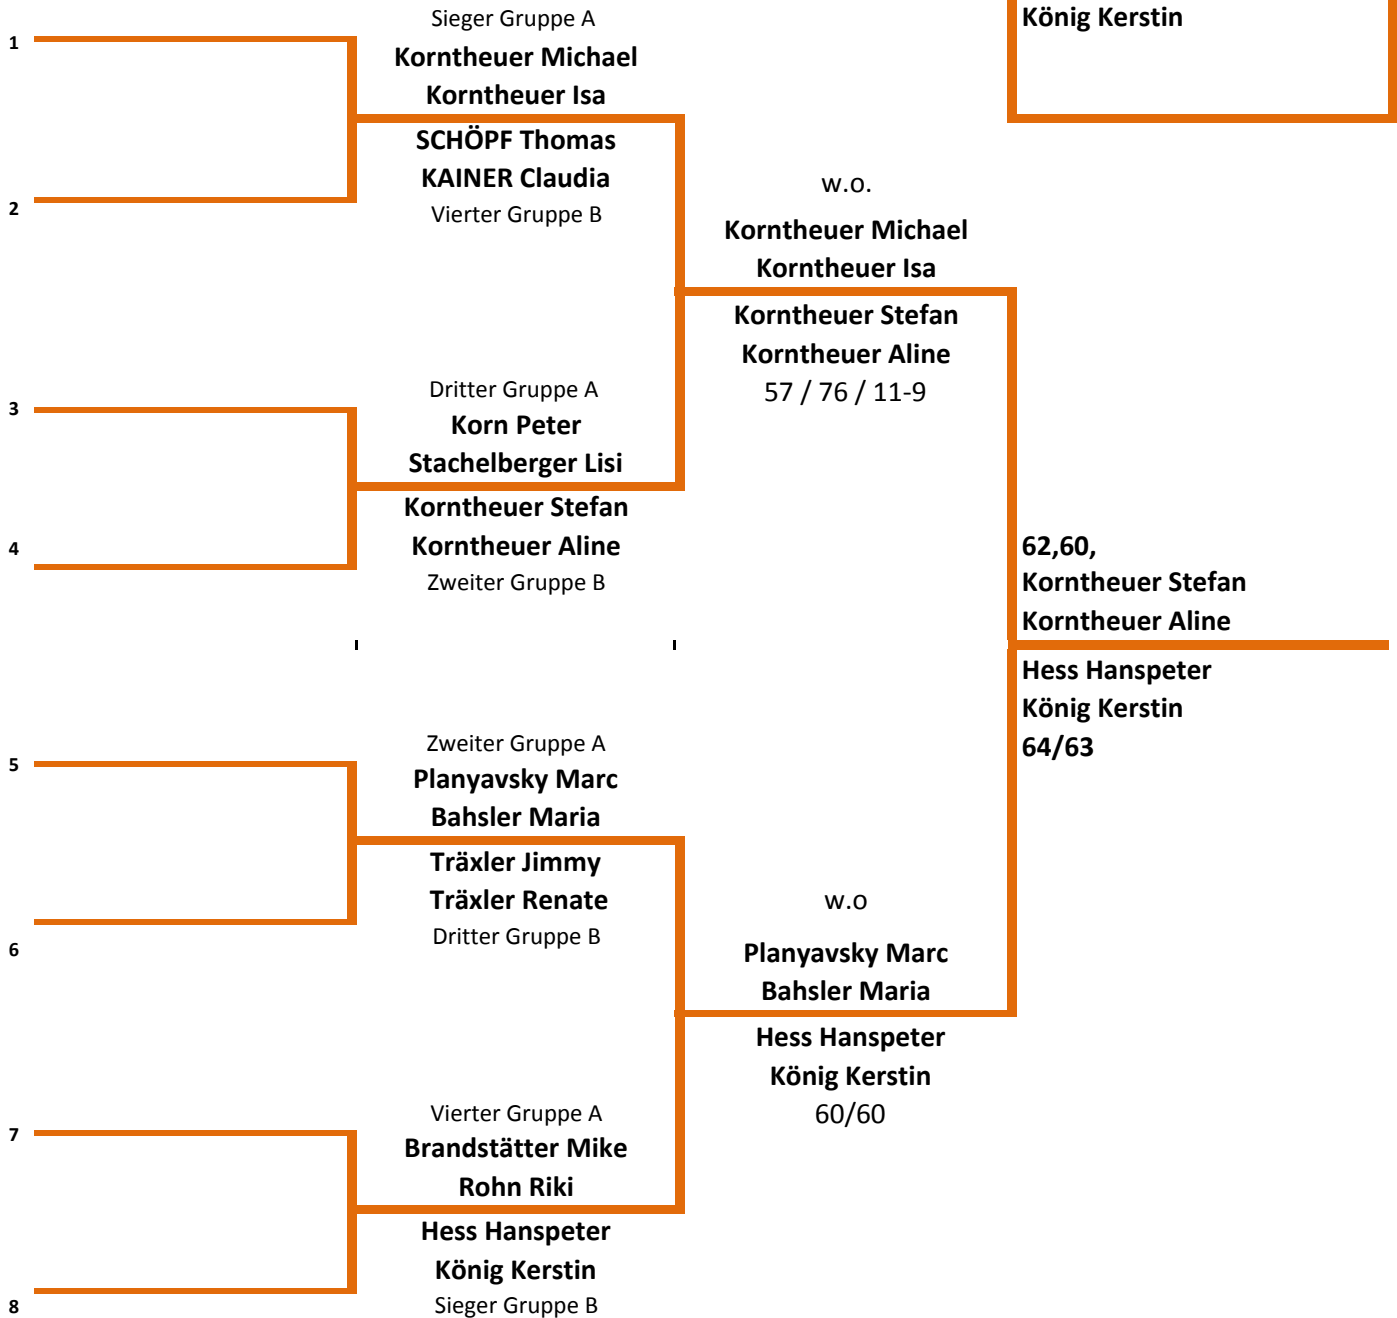 König Kerstin
Sieger Gruppe A
1
Korntheuer Michael
Korntheuer Isa
SCHÖPF Thomas
KAINER Claudia
2
Vierter Gruppe B
w.o.
Korntheuer Michael
Korntheuer Isa
Korntheuer Stefan
Korntheuer Aline
57 / 76 / 11-9
Dritter Gruppe A
3
Korn Peter
Stachelberger Lisi
Korntheuer Stefan
4
Korntheuer Aline
Zweiter Gruppe B
62,60,
Korntheuer Stefan
Korntheuer Aline
Hess Hanspeter
König Kerstin
64/63
Zweiter Gruppe A
5
Planyavsky Marc
Bahsler Maria
Träxler Jimmy
Träxler Renate
6
Dritter Gruppe B
w.o
Planyavsky Marc
Bahsler Maria
Hess Hanspeter
König Kerstin
60/60
Vierter Gruppe A
7
Brandstätter Mike
Rohn Riki
Hess Hanspeter
König Kerstin
8
Sieger Gruppe B